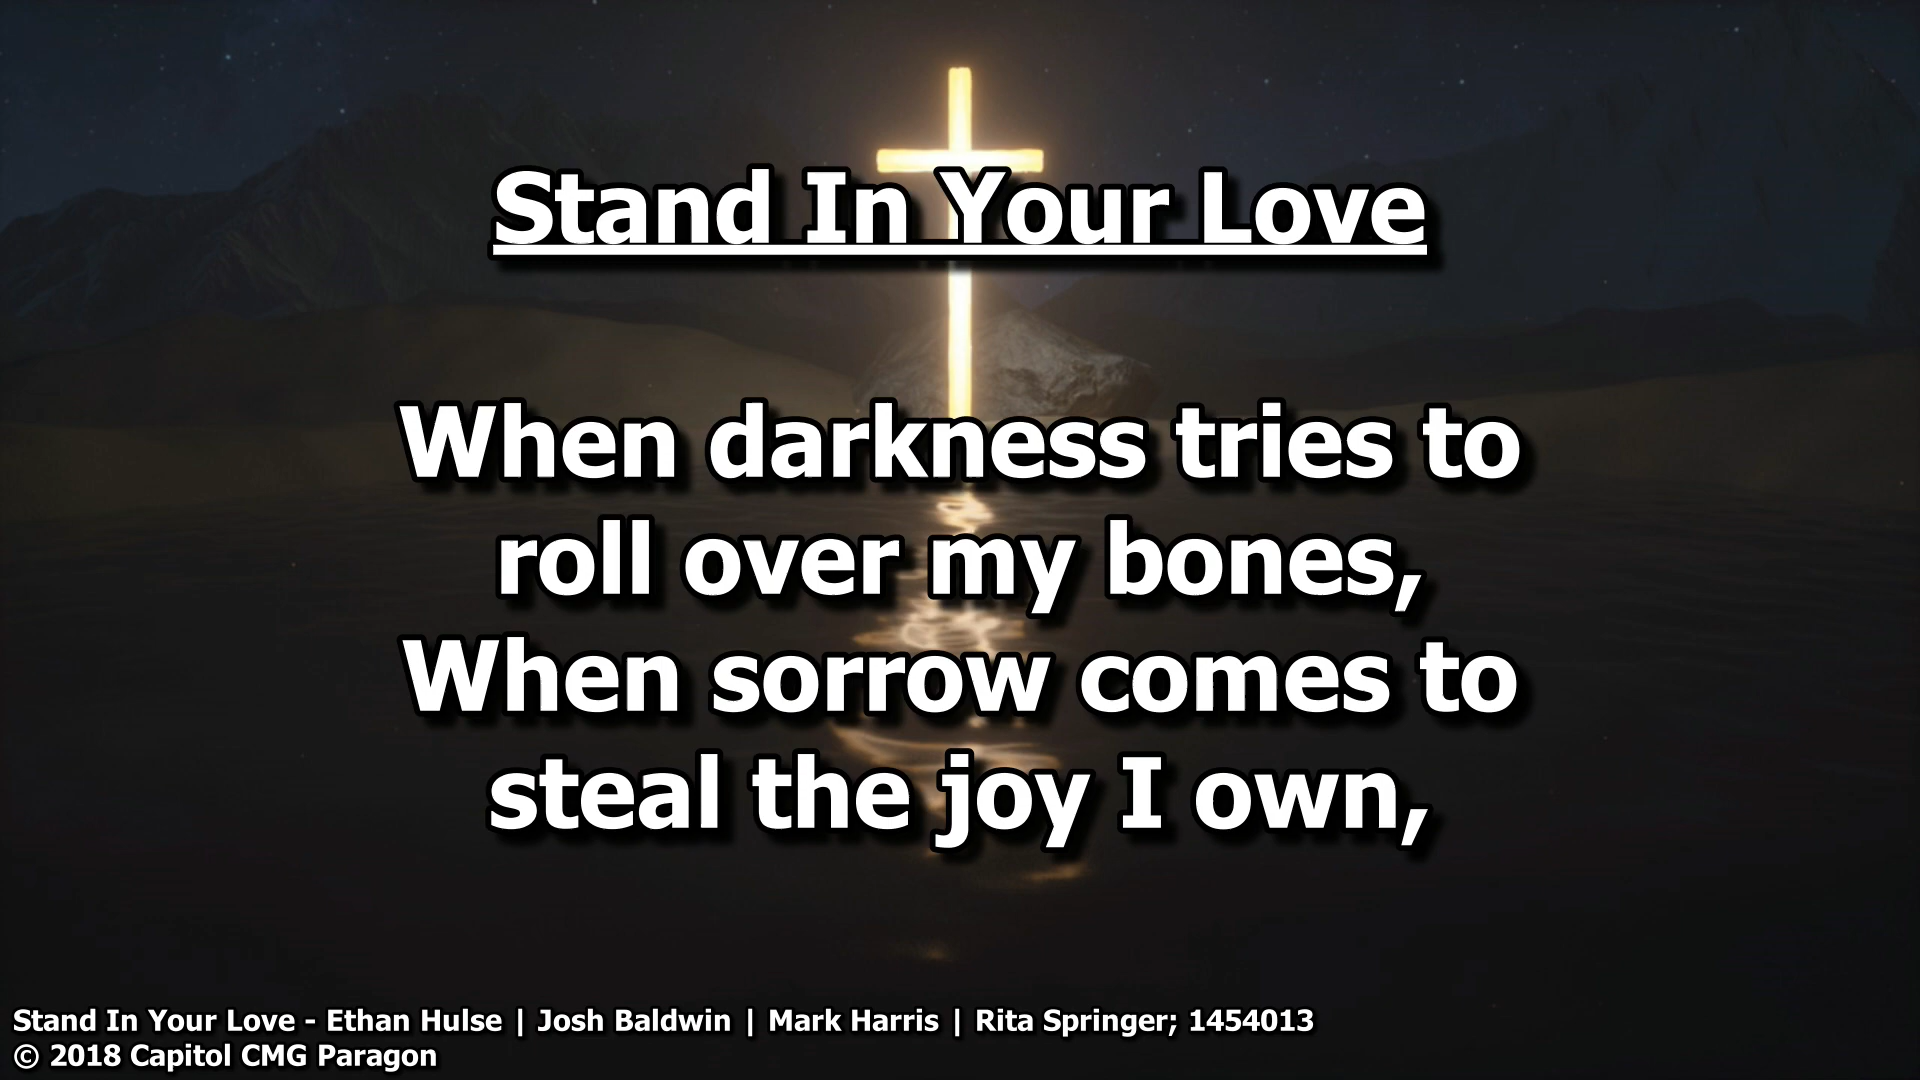 Stand In Your Love
When darkness tries to
roll over my bones,
When sorrow comes to
steal the joy I own,
Stand In Your Love - Ethan Hulse | Josh Baldwin | Mark Harris | Rita Springer; 1454013
© 2018 Capitol CMG Paragon